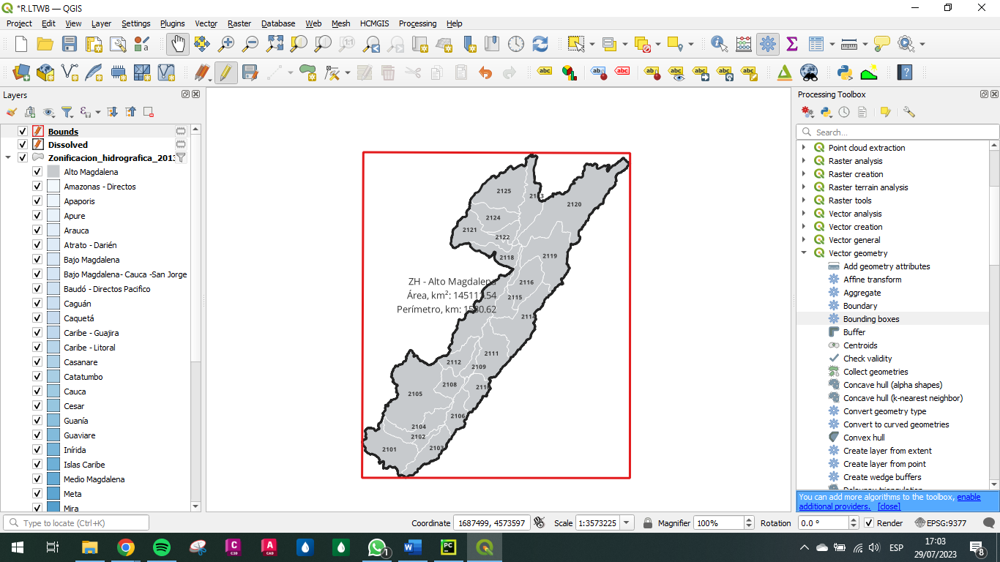 *R.LTWB — QGIS
Project Edit View Layer Settings Plugins Vector Raster Database Web Mesh HCMGIS Processing Help
Layers
Bounds
Dissolved
Zonificacion_hidrografica_201
Alto Magdalena
Amazonas - Directos
Apaporis
Apure
Arauca
Atrato - Darién
Bajo Magdalena
Bajo Magdalena- Cauca -San Jorge
Baudó - Directos Pacifico
Caguán
Caquetá
Caribe - Guajira
Caribe - Litoral
Casanare
Catatumbo
Cauca
Cesar
Guanía
Guaviare
Inírida
Islas Caribe
Medio Magdalena
Meta
Mira
2125
2120
2124
2121
2122
2118
2119
ZH - Alto Magdalena
2116
Área, km²:
2115
Perímetro, km:
2111
2112
2109
2108
2105
2106
2104
2102
2101
2103
Processing Toolbox
Search...
Point cloud extraction
Raster analysis
Raster creation
Raster terrain analysis
Raster tools
Vector analysis
Vector creation
Vector general
Vector geometry
Add geometry attributes
Affine transform
Aggregate
Boundary
Bounding boxes
Buffer
Centroids
Check validity
Collect geometries
Concave hull (alpha shapes)
Concave hull (k-nearest neighbor)
Convert geometry type
Convert to curved geometries
Convex hull
Create layer from extent
Create layer from point
Create wedge buffers
Delaunay triangulation
You can add more algorithms to the toolbox, enable
additional providers. [close]
Type to locate (Ctrl+K)
Coordinate 1687499, 4573597 Scale 1:3573225 Magnifier 100% Rotation 0.0 ° Render EPSG:9377
ESP
17:03
29/07/2023
8
1